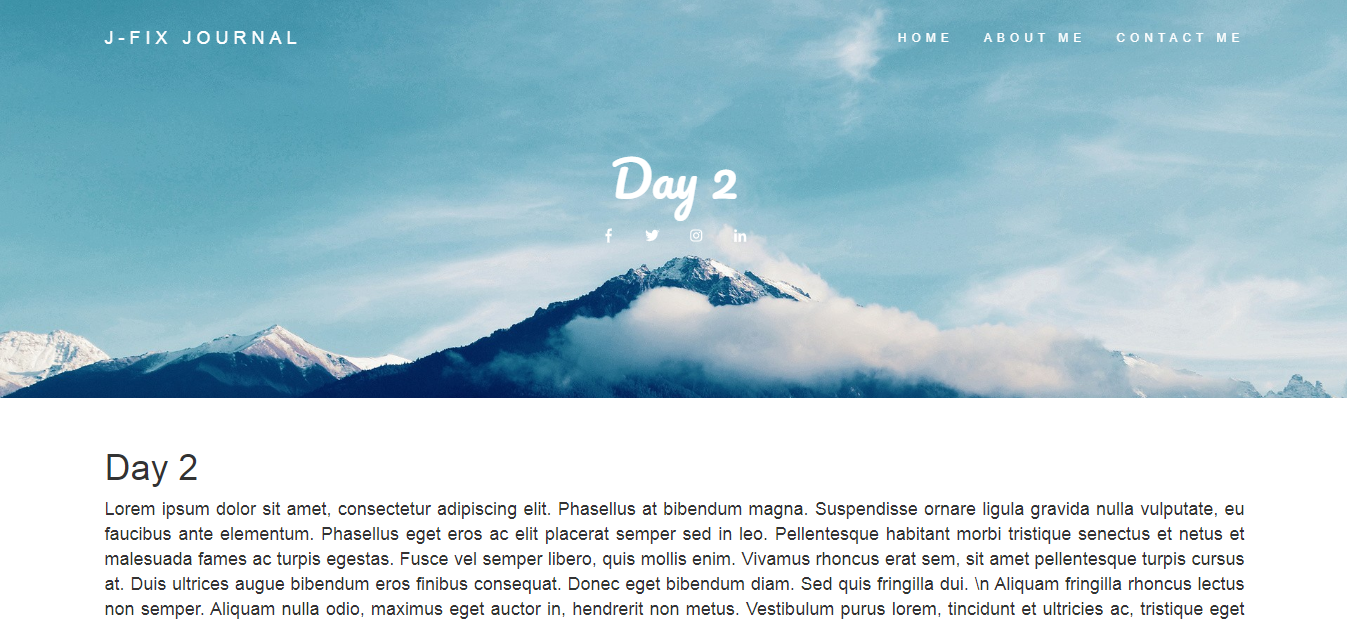 J-FIX JOURNAL
HOME ABOUT ME CONTACT ME
Day 2
Day 2
Lorem ipsum dolor sit amet, consectetur adipiscing elit. Phasellus at bibendum magna. Suspendisse ornare ligula gravida nulla vulputate, eu
faucibus ante elementum. Phasellus eget eros ac elit placerat semper sed in leo. Pellentesque habitant morbi tristique senectus et netus et
malesuada fames ac turpis egestas. Fusce vel semper libero, quis mollis enim. Vivamus rhoncus erat sem, sit amet pellentesque turpis cursus
at. Duis ultrices augue bibendum eros finibus consequat. Donec eget bibendum diam. Sed quis fringilla dui. \n Aliquam fringilla rhoncus lectus
non semper. Aliquam nulla odio, maximus eget auctor in, hendrerit non metus. Vestibulum purus lorem, tincidunt et ultricies ac, tristique eget